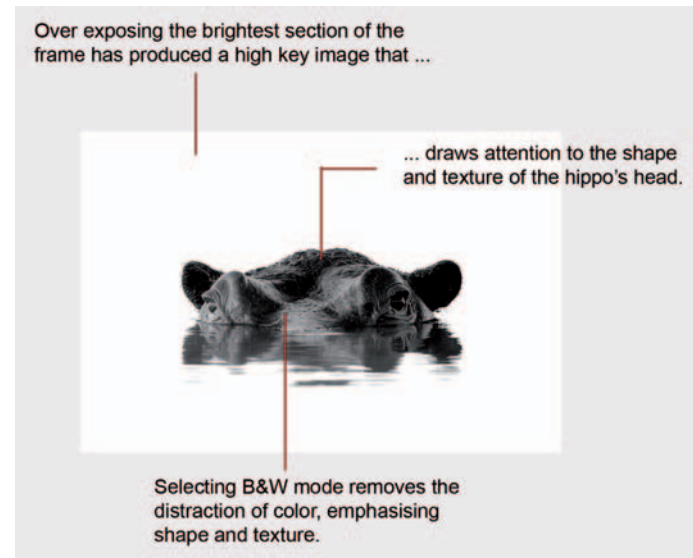 Over exposing the brightest section of the
frame has produced a high key image that ...
... draws attention to the shape
and texture of the hippo's head.
Selecting B&W mode removes the
distraction of color, emphasising
shape and texture.